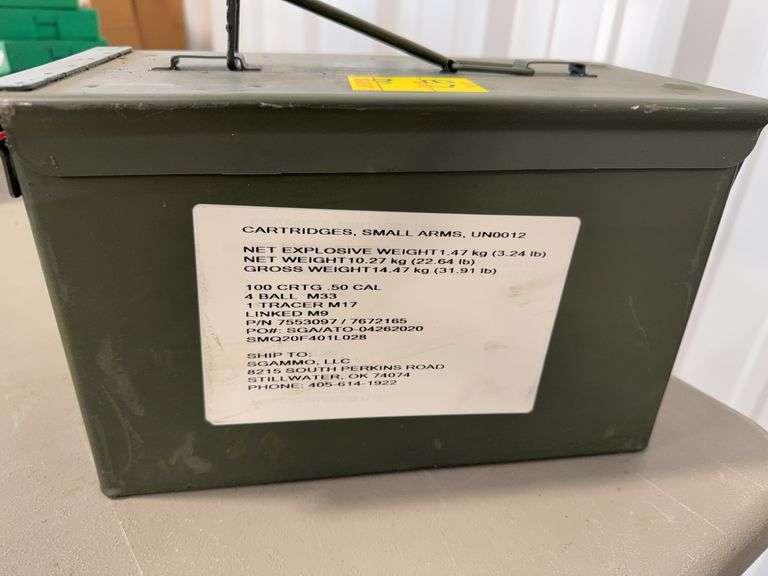 CARTRIDGES, SMALL ARMS, UN0012
NET EXPLOSIVE WEIGHT1.47 kg (3.24 lb)
NET WEIGHT10.27 kg (22.64 lb)
GROSS WEIGHT14.47 kg (31.91 lb)
100 CRTG .50 CAL
4 BALL M33
1 TRACER M17
LINKED M9
P/N 7553097 / 7672165
PO#: SGA/ATO-04262020
SMQ20F401L028
SHIP TO:
SGAMMO, LLC
8215 SOUTH PERKINS ROAD
STILLWATER, OK 74074
PHONE: 405-614-1922